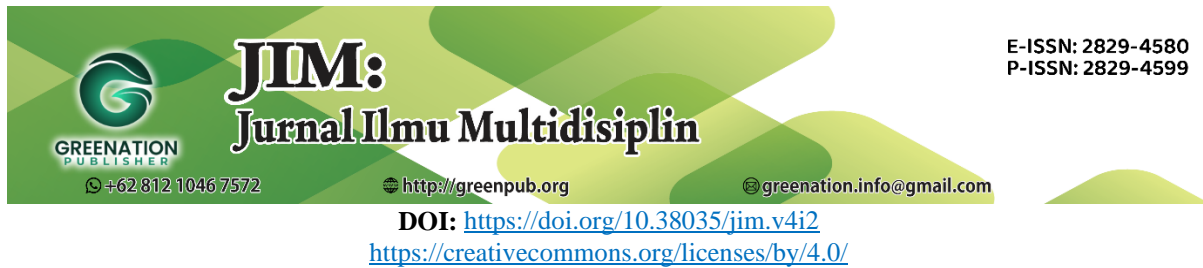 JIM:
Jurnal Ilmu Multidisiplin
E-ISSN: 2829-4580
P-ISSN: 2829-4599
GREENATION
PUBLISHER
+62 812 1046 7572
http://greenpub.org
greenation.info@gmail.com
DOI: https://doi.org/10.38035/jim.v4i2
https://creativecommons.org/licenses/by/4.0/